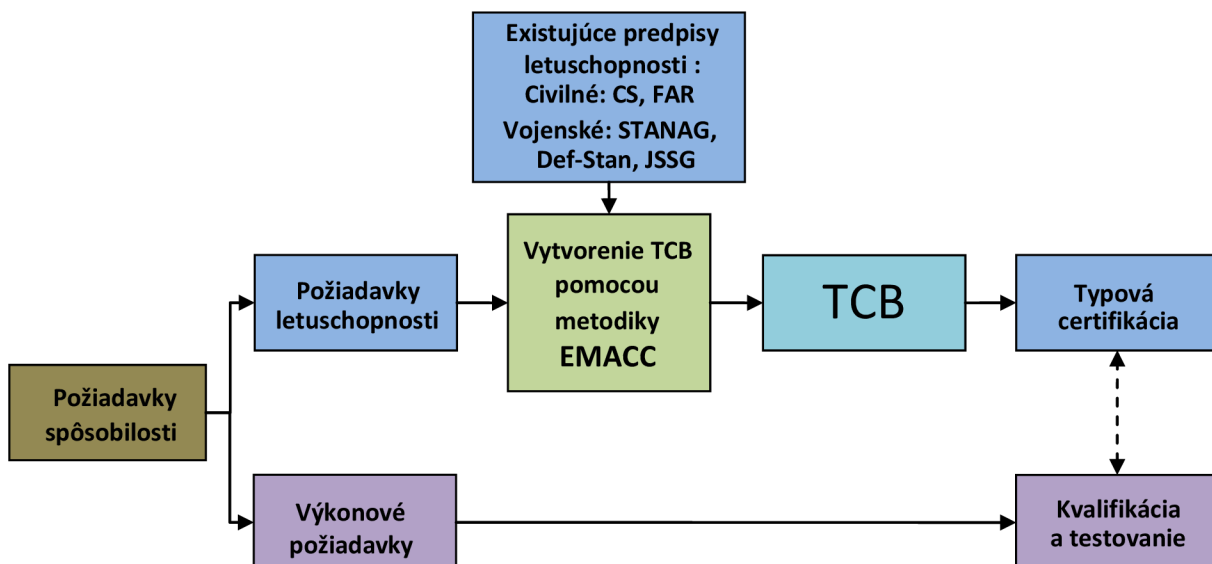 Existujúce predpisy
letuschopnosti :
Civilné: CS, FAR
Vojenské: STANAG,
Def-Stan, JSSG
Požiadavky
letuschopnosti
Vytvorenie TCB
pomocou
metodiky
EMACC
TCB
Typová
certifikácia
Požiadavky
spôsobilosti
Výkonové
požiadavky
Kvalifikácia
a testovanie